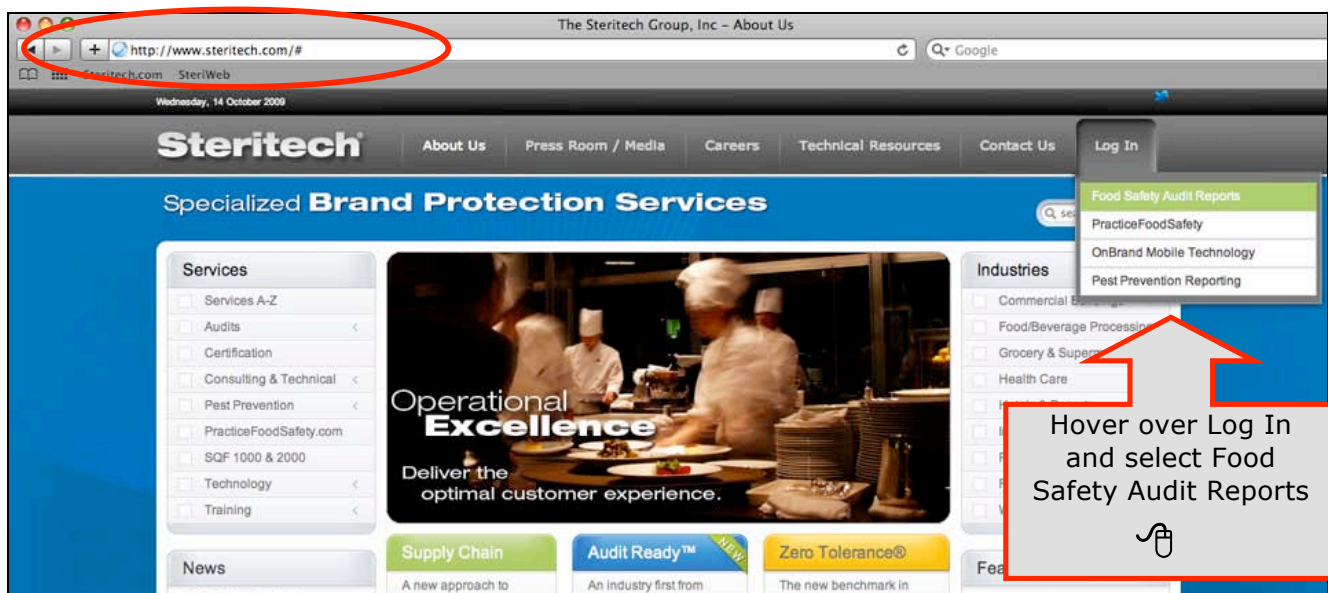 The Steritech Group, Inc – About Us
http://www.steritech.com/#
Google
Steritech.com SteriWeb
Wednesday, 14 October 2009
Steritech
About Us Press Room / Media Careers Technical Resources Contact Us Log In
Food Safety Audit Reports
PracticeFoodSafety
OnBrand Mobile Technology
Pest Prevention Reporting
Specialized Brand Protection Services
Services
Services A-Z
Audits
Certification
Consulting & Technical
Pest Prevention
PracticeFoodSafety.com
SQF 1000 & 2000
Technology
Training
News
Operational
Excellence
Deliver the
optimal customer experience.
Supply Chain
A new approach to
Audit Ready™ NEW
An industry first from
Zero Tolerance®
The new benchmark in
Industries
Commercial
Food/Beverage Processing
Grocery &
Health Care
Hover over Log In
and select Food
Safety Audit Reports